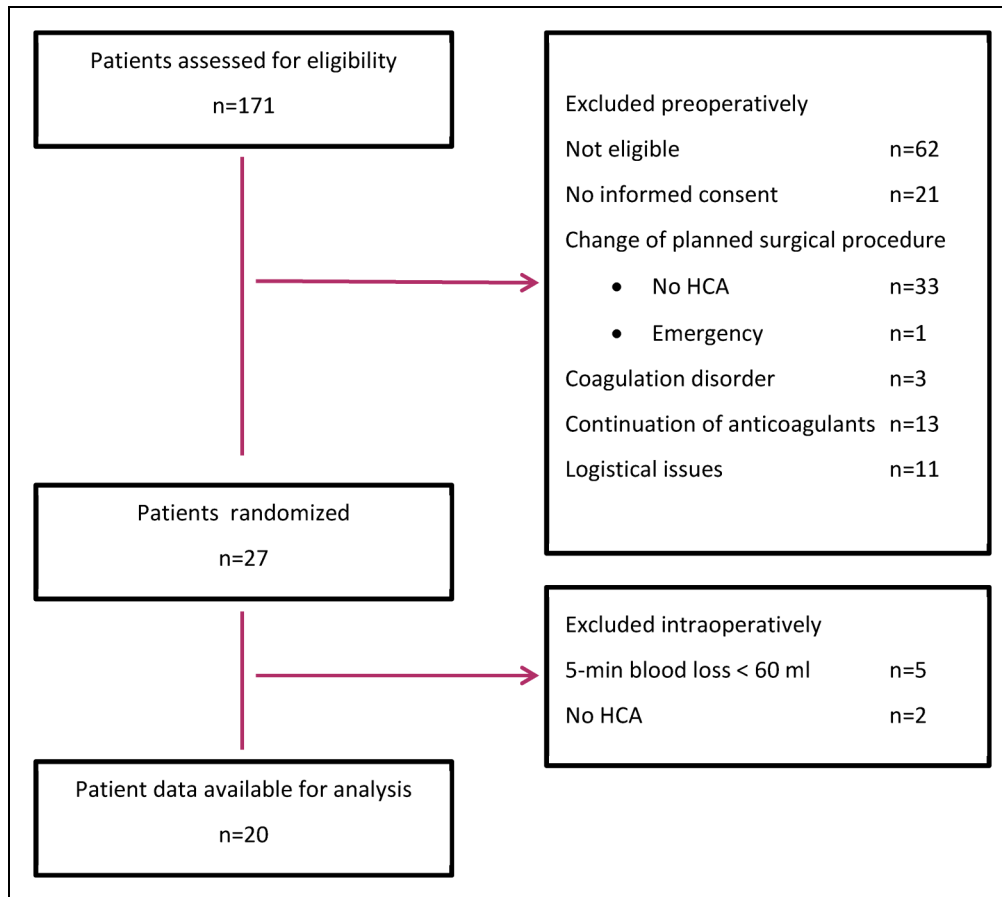 Patients assessed for eligibility
n=171
Excluded preoperatively
Not eligible n=62
No informed consent n=21
Change of planned surgical procedure
• No HCA n=33
• Emergency n=1
Coagulation disorder n=3
Continuation of anticoagulants n=13
Logistical issues n=11
Patients randomized
n=27
Excluded intraoperatively
5-min blood loss < 60 ml n=5
No HCA n=2
Patient data available for analysis
n=20